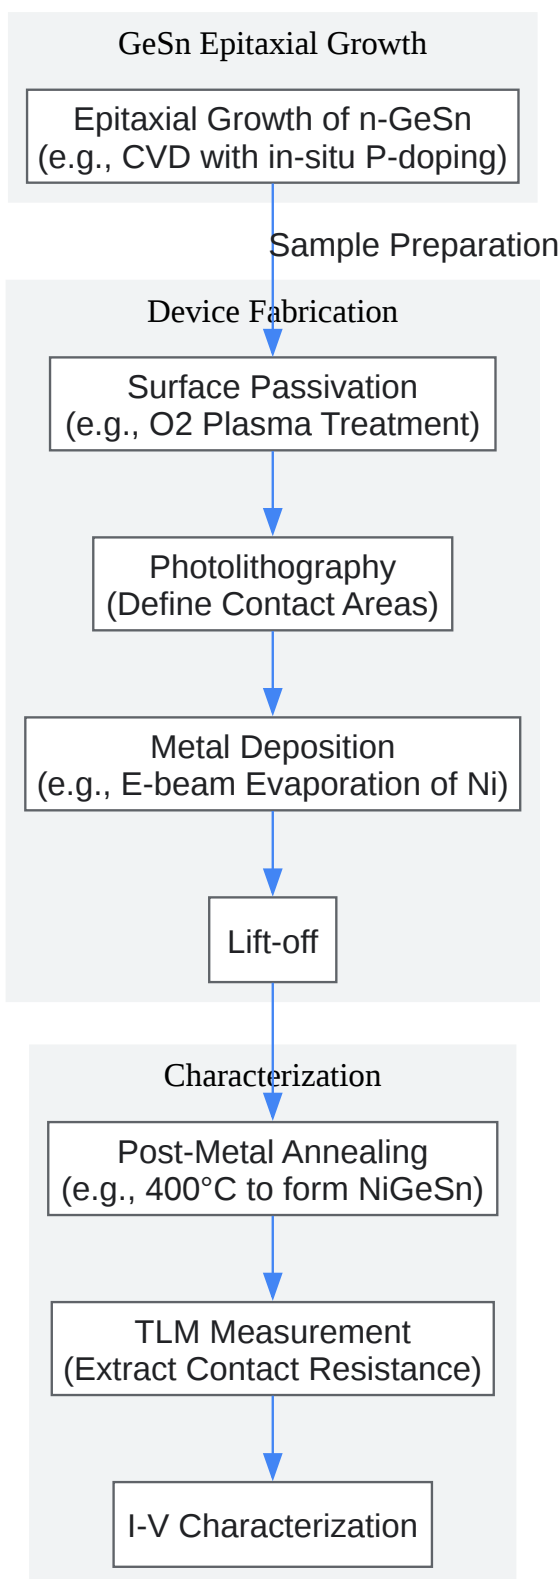 GeSn Epitaxial Growth
Epitaxial Growth of n-GeSn
(e.g., CVD with in-situ P-doping)
Sample Preparation
Device Fabrication
Surface Passivation
(e.g., O2 Plasma Treatment)
Photolithography
(Define Contact Areas)
Metal Deposition
(e.g., E-beam Evaporation of Ni)
Lift-off
Characterization
Post-Metal Annealing
(e.g., 400°C to form NiGeSn)
TLM Measurement
(Extract Contact Resistance)
I-V Characterization